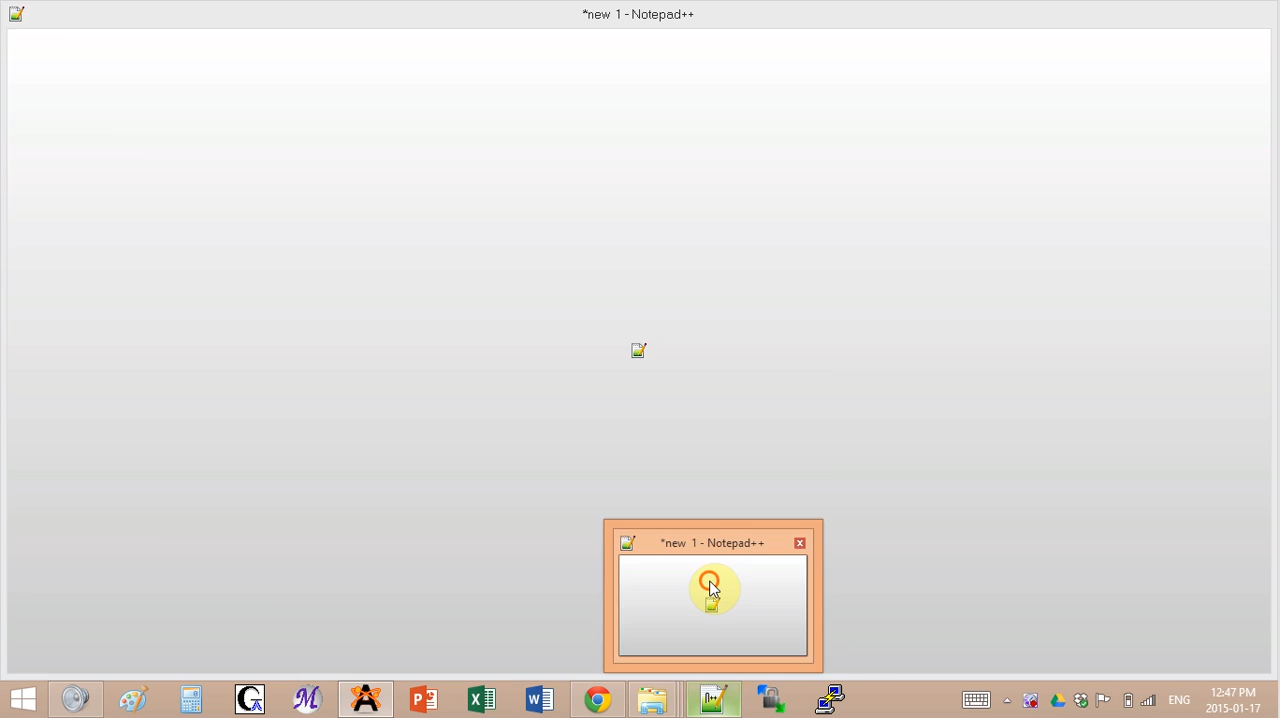 *new 1 - Notepad++
*new 1 - Notepad++
ENG
12:47 PM
2015-01-17